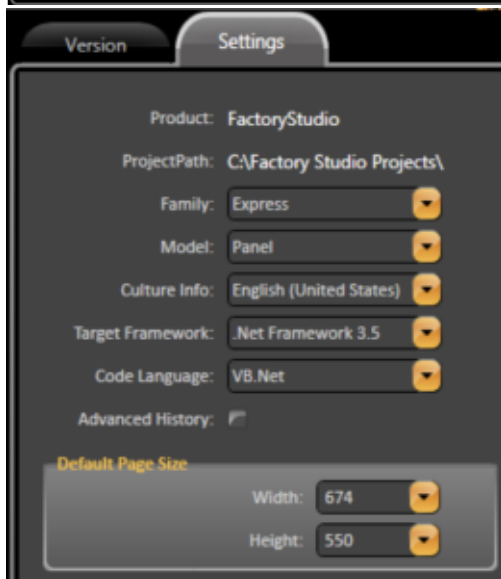 Version Settings
Product: FactoryStudio
ProjectPath: C:\Factory Studio Projects\
Family: Express
Model: Panel
Culture Info: English (United States)
Target Framework: .Net Framework 3.5
Code Language: VB.Net
Advanced History:
Default Page Size
Width: 674
Height: 550